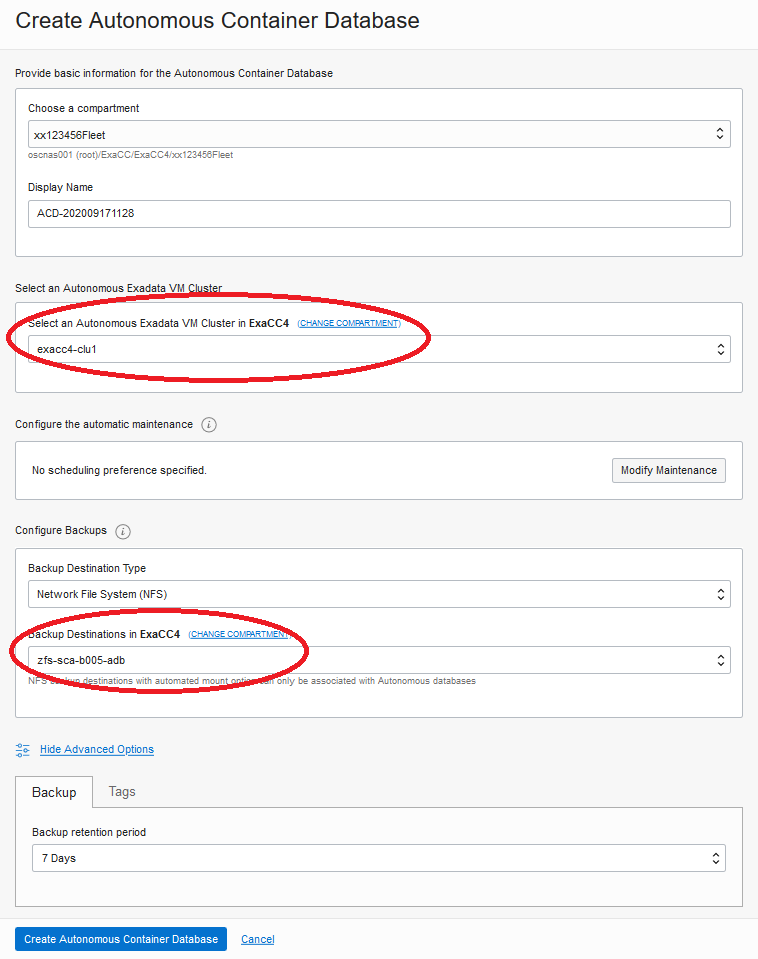 Create Autonomous Container Database
Provide basic information for the Autonomous Container Database
Choose a compartment
xx123456Fleet
oscnas001 (root)/ExaCC/ExaCC4/xx123456Fleet
Display Name
ACD-202009171128
Select an Autonomous Exadata VM Cluster
Select an Autonomous Exadata VM Cluster in ExaCC4 (CHANGE COMPARTMENT)
exacc4-clu1
Configure the automatic maintenance i
No scheduling preference specified.
Modify Maintenance
Configure Backups i
Backup Destination Type
Network File System (NFS)
Backup Destinations in ExaCC4 (CHANGE COMPARTMENT)
zfs-sca-b005-adb
NFS backup destinations with automated mount option can only be associated with Autonomous databases
Hide Advanced Options
Backup Tags
Backup retention period
7 Days
Create Autonomous Container Database Cancel